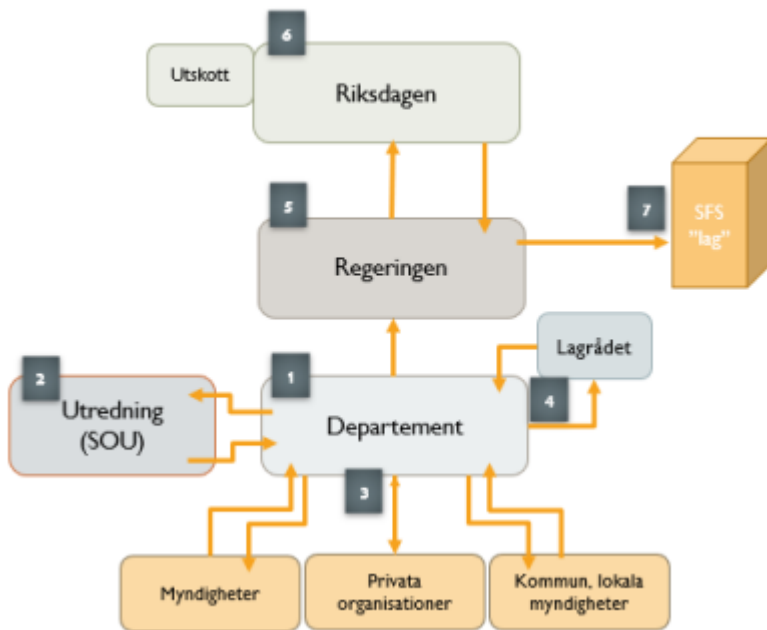 6
Utskott
Riksdagen
5
7
SFS
"lag"
Regeringen
Lagrådet
2
1
4
Utredning
(SOU)
Departement
3
Myndigheter
Privata
organisationer
Kommun, lokala
myndigheter